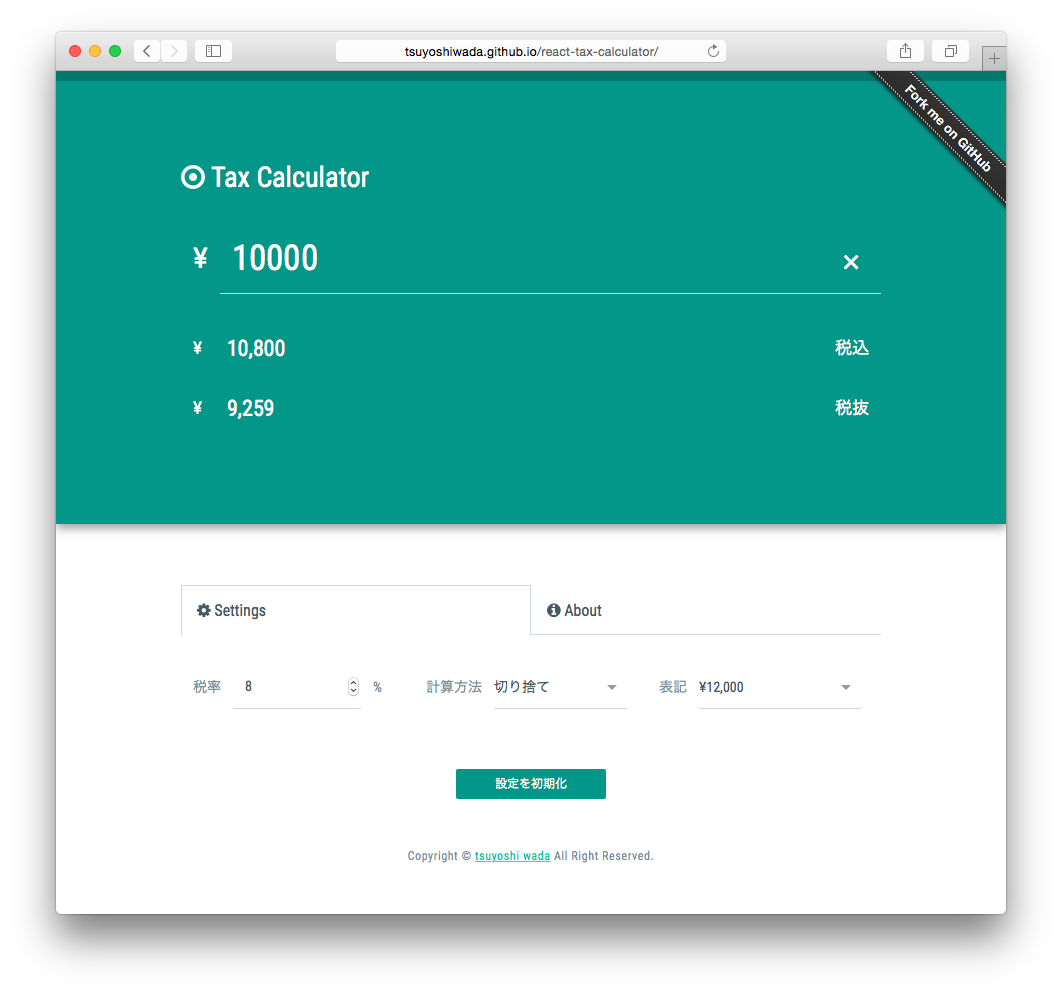 tsuyoshiwada.github.io/react-tax-calculator/
Fork me on GitHub
Tax Calculator
¥ 10000
¥ 10,800 税込
¥ 9,259 税抜
Settings About
税率 8 % 計算方法 切り捨て 表記 ¥12,000
設定を初期化
Copyright © tsuyoshi wada All Right Reserved.